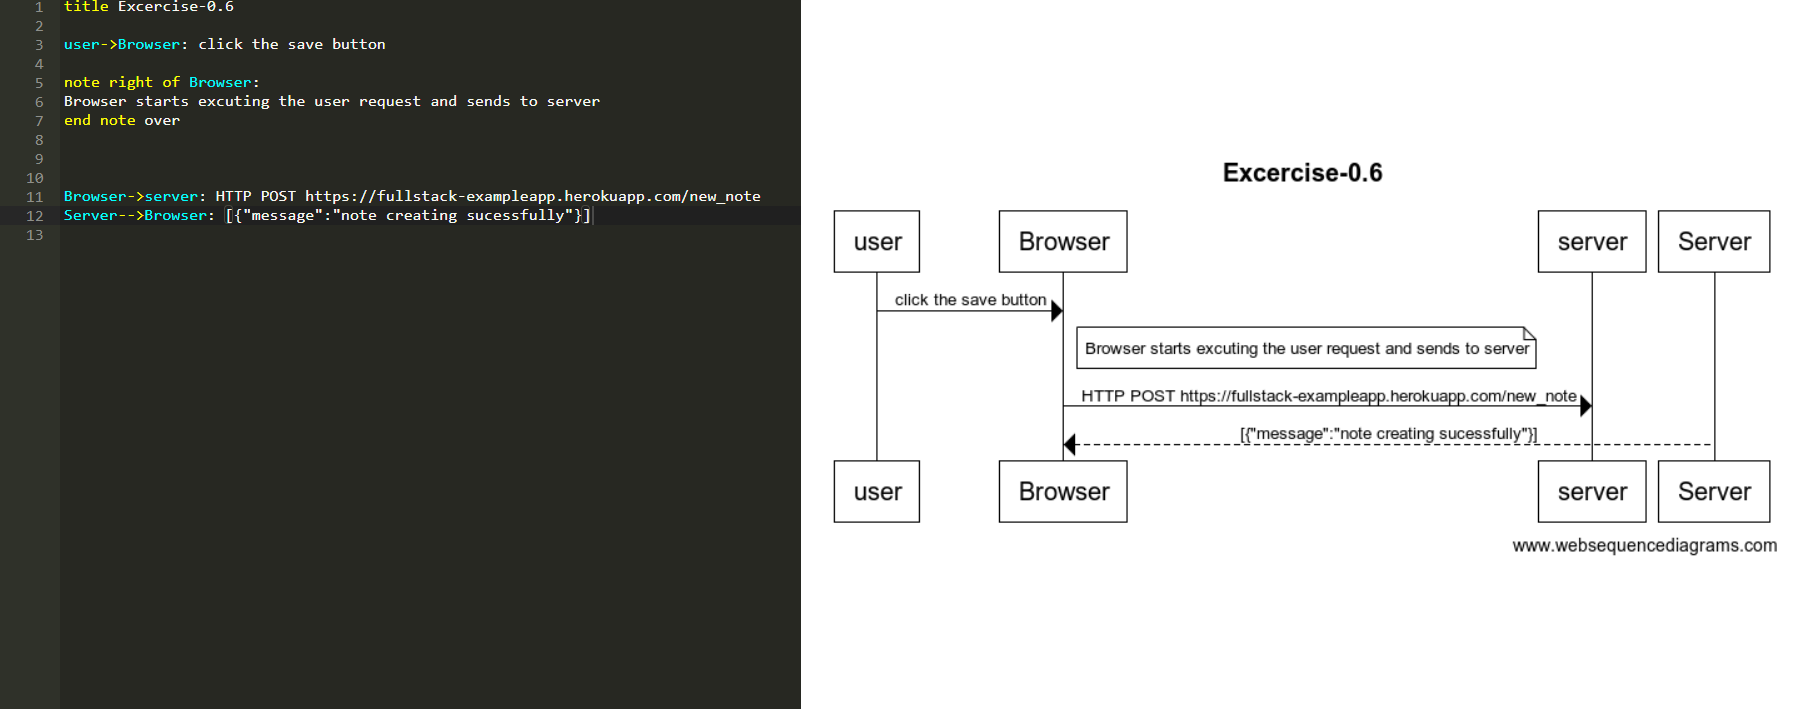 1 title Excercise-0.6
2
3 user->Browser: click the save button
4
5 note right of Browser:
6 Browser starts excuting the user request and sends to server
7 end note over
8
9
10
11 Browser->server: HTTP POST https://fullstack-exampleapp.herokuapp.com/new_note
12 Server-->Browser: [{"message":"note creating sucessfully"}]
13
Excercise-0.6
user Browser server Server
click the save button
Browser starts excuting the user request and sends to server
HTTP POST https://fullstack-exampleapp.herokuapp.com/new_note
[{"message":"note creating sucessfully"}]
user Browser server Server
www.websequencediagrams.com